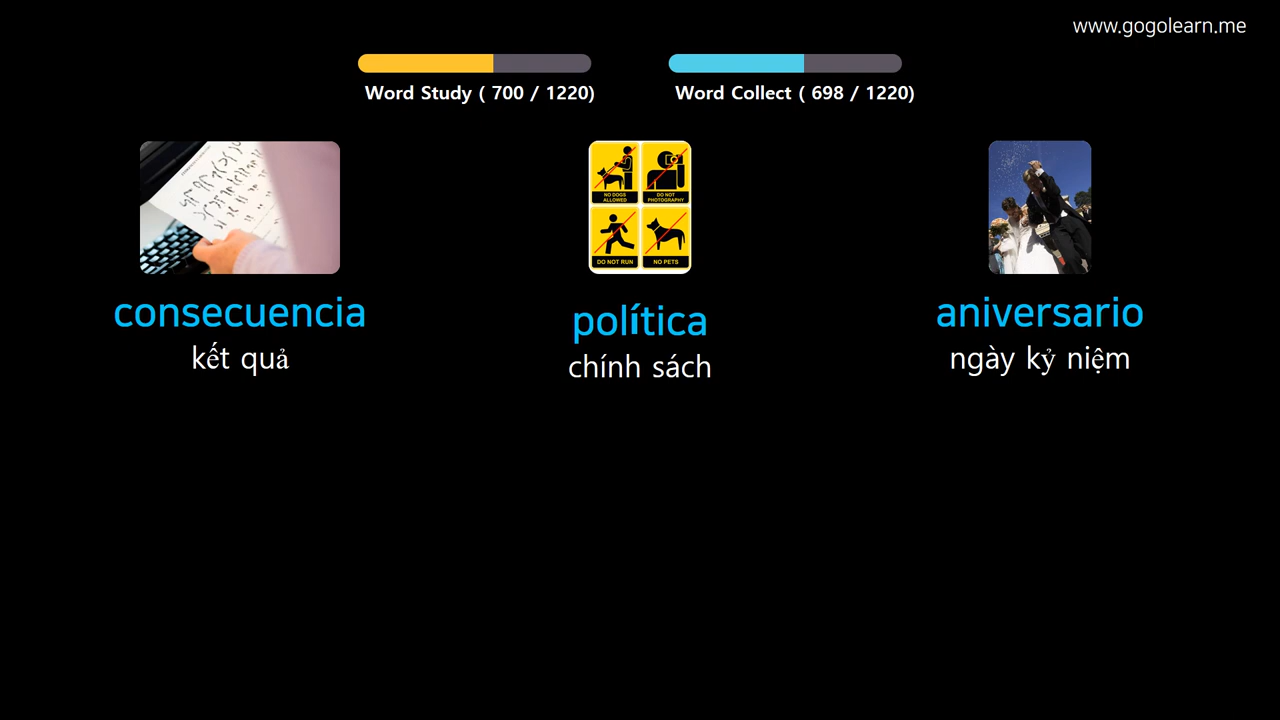 www.gogolearn.me
Word Study ( 700 / 1220)
Word Collect ( 698 / 1220)
NO DOGS
ALLOWED
DO NOT
PHOTOGRAPHY
DO NOT RUN
NO PETS
consecuencia
kết quả
política
chính sách
aniversario
ngày kỷ niệm